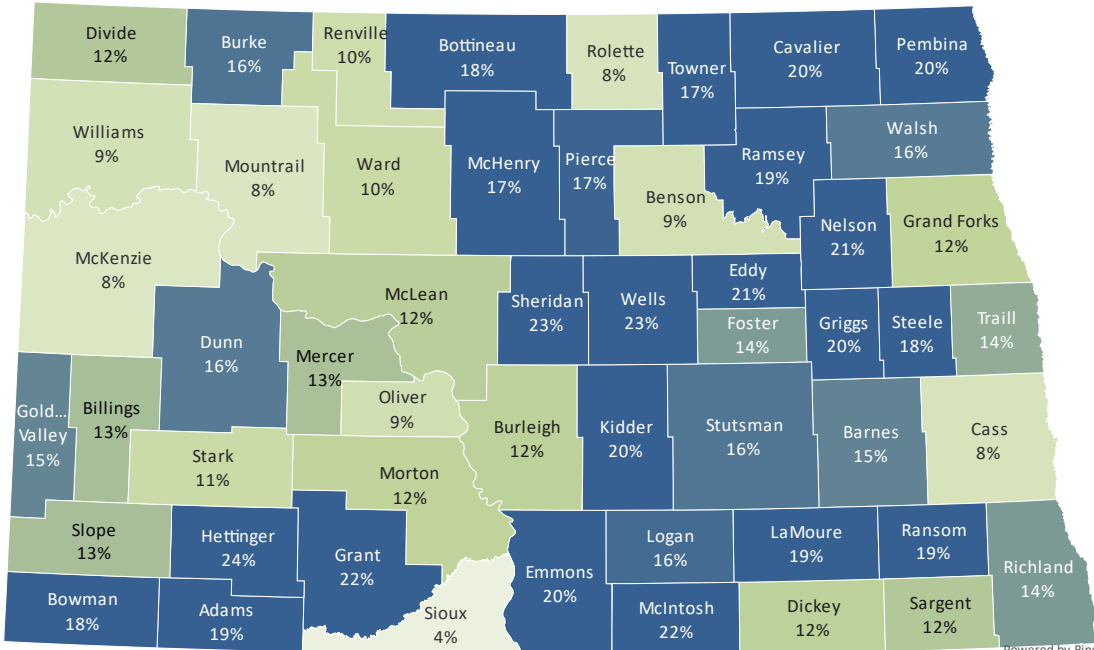 Divide
12%
Burke
16%
Renville
10%
Bottineau
18%
Rolette
8%
Towner
17%
Cavalier
20%
Pembina
20%
Williams
9%
Mountrail
8%
Ward
10%
McHenry
17%
Pierce
17%
Benson
9%
Ramsey
19%
Walsh
16%
Nelson
21%
Grand Forks
12%
McKenzie
8%
Dunn
16%
McLean
12%
Mercer
13%
Oliver
9%
Sheridan
23%
Wells
23%
Eddy
21%
Foster
14%
Griggs
20%
Steele
18%
Traill
14%
Gold...
Valley
15%
Billings
13%
Stark
11%
Morton
12%
Burleigh
12%
Kidder
20%
Stutsman
16%
Barnes
15%
Cass
8%
Slope
13%
Hettinger
24%
Grant
22%
Emmons
20%
Logan
16%
LaMoure
19%
Ransom
19%
Richland
14%
Bowman
18%
Adams
19%
Sioux
4%
McIntosh
22%
Dickey
12%
Sargent
12%
Powered by